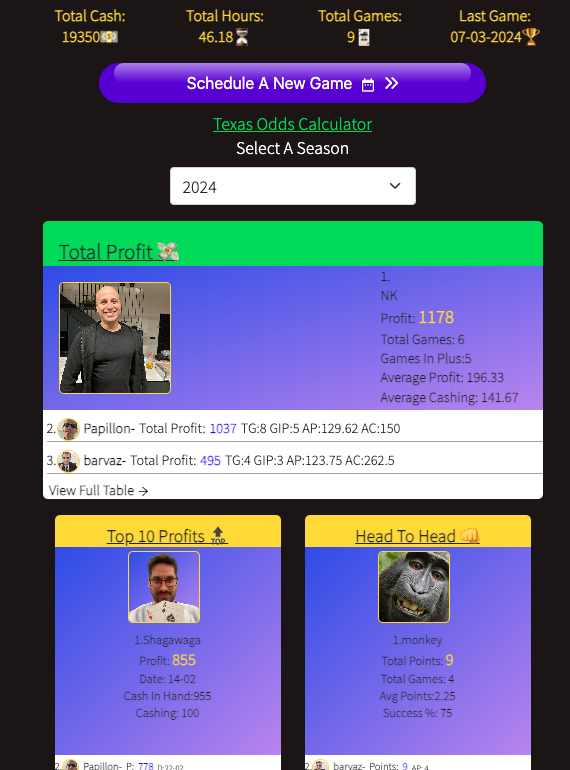 Total Cash:
19350
Total Hours:
46.18
Total Games:
9
Last Game:
07-03-2024
Schedule A New Game
Texas Odds Calculator
Select A Season
2024
Total Profit
1.
NK
Profit: 1178
Total Games: 6
Games In Plus:5
Average Profit: 196.33
Average Cashing: 141.67
2. Papillon- Total Profit: 1037 TG:8 GIP:5 AP:129.62 AC:150
3. barvaz- Total Profit: 495 TG:4 GIP:3 AP:123.75 AC:262.5
View Full Table
Top 10 Profits
1.Shagawaga
Profit: 855
Date: 14-02
Cash In Hand:955
Cashing: 100
2. Papillon- P: 778 D:22-02
Head To Head
1.monkey
Total Points: 9
Total Games: 4
Avg Points:2.25
Success %: 75
2. barvaz- Points: 9 AP: 4